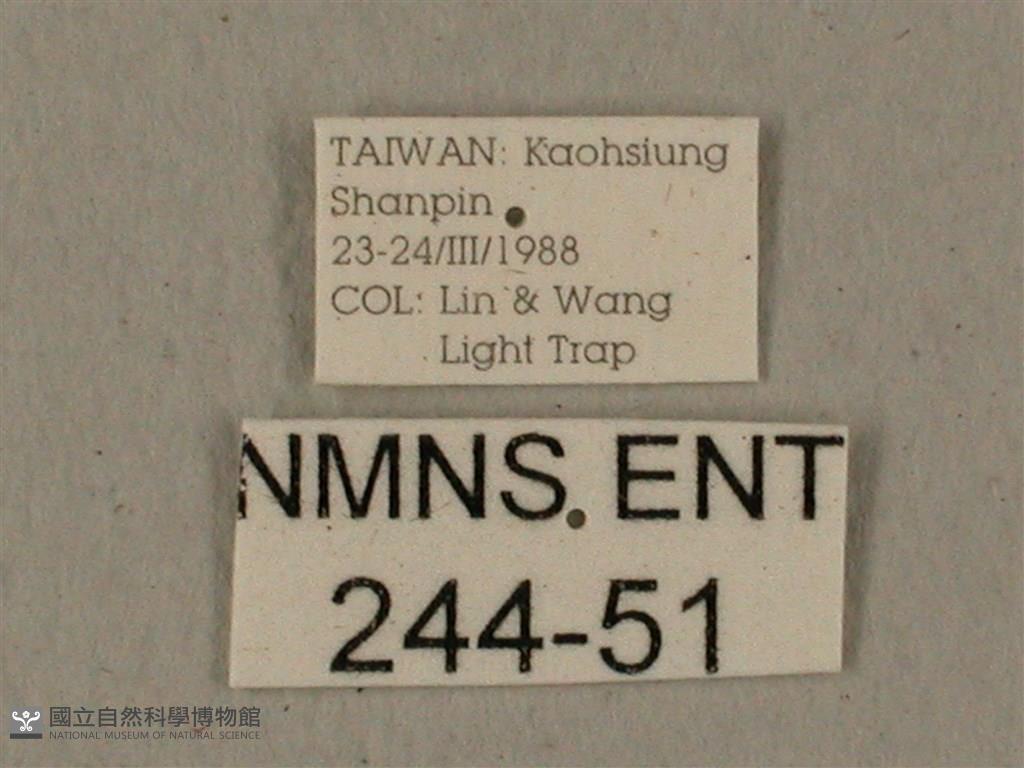 TAIWAN: Kaohsiung
Shanpin
23-24/III/1988
COL: Lin & Wang
Light Trap
NMNS ENT
244-51
國立自然科學博物館
NATIONAL MUSEUM OF NATURAL SCIENCE